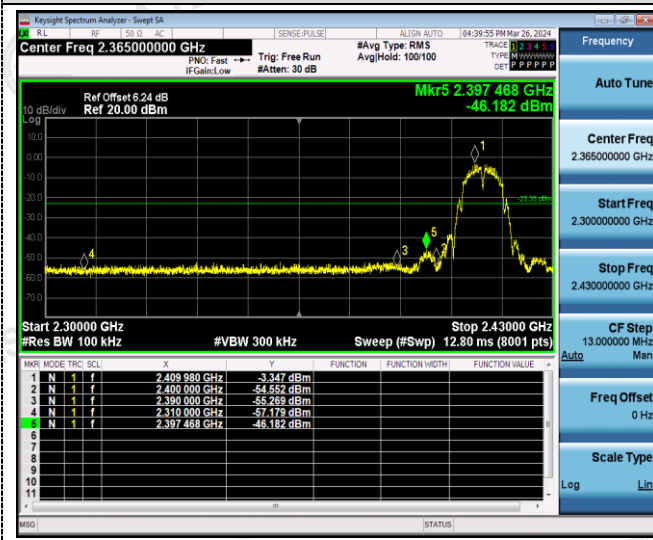 Keysight Spectrum Analyzer - Swept SA
RL RF 50 Ω AC SENSE:PULSE ALIGN AUTO 04:39:55 PM Mar 26, 2024
Center Freq 2.365000000 GHz
PNO: Fast Trig: Free Run
IFGain:Low #Atten: 30 dB
#Avg Type: RMS
Avg|Hold: 100/100
TRACE 1 2 3 4 5 6
TYPE M WWWWW
DET P P P P P P
Ref Offset 6.24 dB
10 dB/div Ref 20.00 dBm
Log
Mkr5 2.397 468 GHz
-46.182 dBm
10.0
0.00
-10.0
-20.0
-30.0
-40.0
-50.0
-60.0
-70.0
1
-23.35 dBm
5
4
3
2
Start 2.30000 GHz Stop 2.43000 GHz
#Res BW 100 kHz #VBW 300 kHz Sweep (#Swp) 12.80 ms (8001 pts)
MKR MODE TRC SCL X Y FUNCTION FUNCTION WIDTH FUNCTION VALUE
1 N 1 f 2.409 980 GHz -3.347 dBm
2 N 1 f 2.400 000 GHz -54.552 dBm
3 N 1 f 2.390 000 GHz -55.269 dBm
4 N 1 f 2.310 000 GHz -57.179 dBm
5 N 1 f 2.397 468 GHz -46.182 dBm
6
7
8
9
10
11
MSG STATUS
Frequency
Auto Tune
Center Freq
2.365000000 GHz
Start Freq
2.300000000 GHz
Stop Freq
2.430000000 GHz
CF Step
13.000000 MHz
Auto Man
Freq Offset
0 Hz
Scale Type
Log Lin